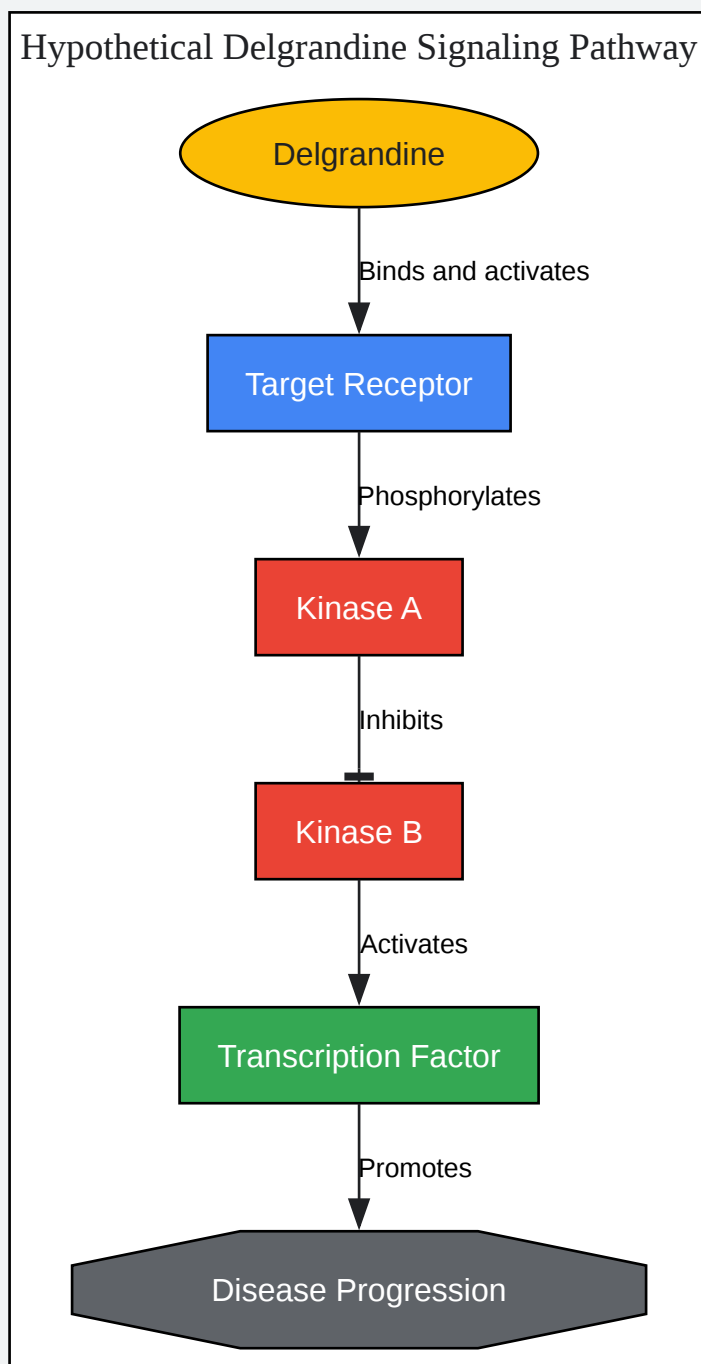 Hypothetical Delgrandine Signaling Pathway
Delgrandine
Binds and activates
Target Receptor
Phosphorylates
Kinase A
Inhibits
Kinase B
Activates
Transcription Factor
Promotes
Disease Progression